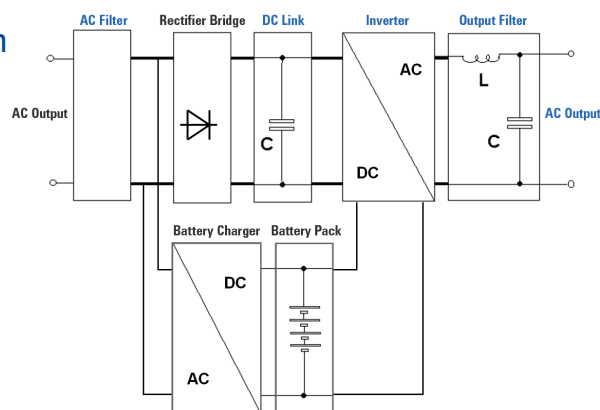 AC Filter Rectifier Bridge DC Link Inverter Output Filter
n
AC
L
AC Output
C
C
AC Output
DC
Battery Charger Battery Pack
DC
AC